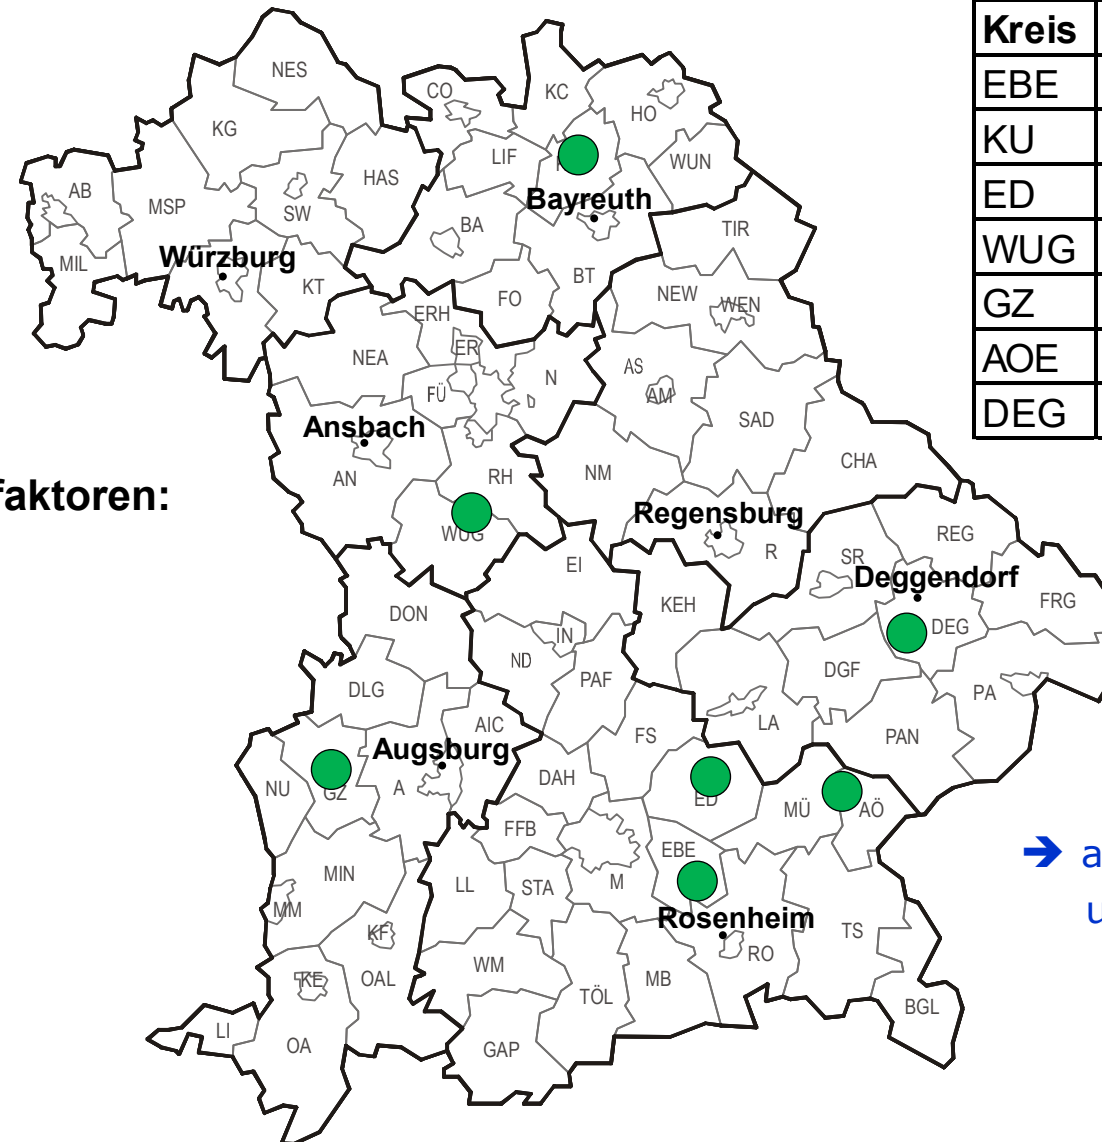 Kreis
EBE
KU
ED
WUG
GZ
AOE
DEG
faktoren:
NES
CO
KC
HO
KG
LIF
WUN
HAS
AB
MSP
SW
Bayreuth
BA
TIR
MIL
Würzburg
KT
BT
FO
NEW
WEN
ERH
NEA
ER
N
AS
AM
FÜ
SAD
Ansbach
AN
RH
NM
CHA
WUG
Regensburg
R
REG
SR
Deggendorf
EI
KEH
FRG
DON
IN
DEG
ND
DGF
PAF
DLG
PA
AIC
LA
FS
PAN
Augsburg
NU
GZ
A
DAH
ED
MÜ
AÖ
FFB
EBE
MIN
LL
STA
M
MM
Rosenheim
KF
TS
RO
WM
KE
OAL
TÖL
MB
LI
OA
GAP
BGL
➔ a
u